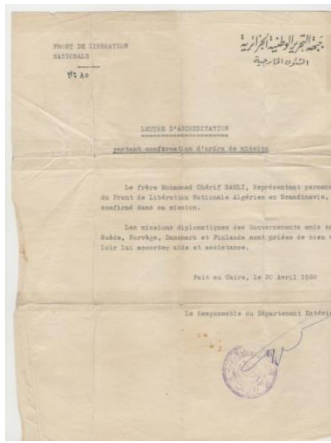 FRONT DE LIBERATION
NATIONALE
جبهة التحرير الوطنية الجزائرية
الشئون الخارجية
LETTRE D'ACCREDITATION
portant confirmation d'ordre de mission
Le frère Mohammed Chérif SAHLI, Représentant perman
du Front de Libération Nationale Algérien en Scandinavie,
confirmé dans sa mission.
Les missions diplomatiques des Gouvernements amis
Suède, Norvège, Danemark et Finlande sont priées de bien
loir lui accorder aide et assistance.
Fait au Caire, le 20 Avril 1960
Le Responsable du Département Extéri